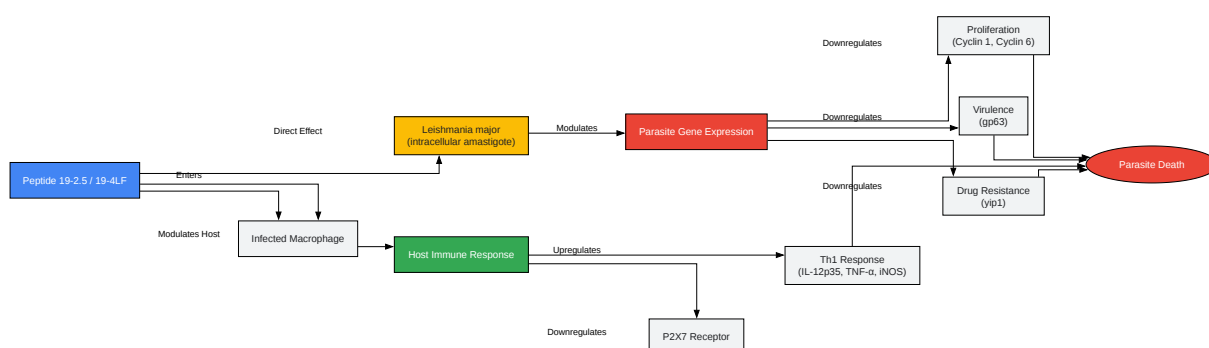 Proliferation
(Cyclin 1, Cyclin 6)
Downregulates
Virulence
(gp63)
Downregulates
Leishmania major
(intracellular amastigote)
Direct Effect
Modulates
Parasite Gene Expression
Parasite Death
Peptide 19-2.5 / 19-4LF
Enters
Downregulates
Drug Resistance
(yip1)
Modulates Host
Infected Macrophage
Host Immune Response
Upregulates
Th1 Response
(IL-12p35, TNF-α, iNOS)
Downregulates
P2X7 Receptor